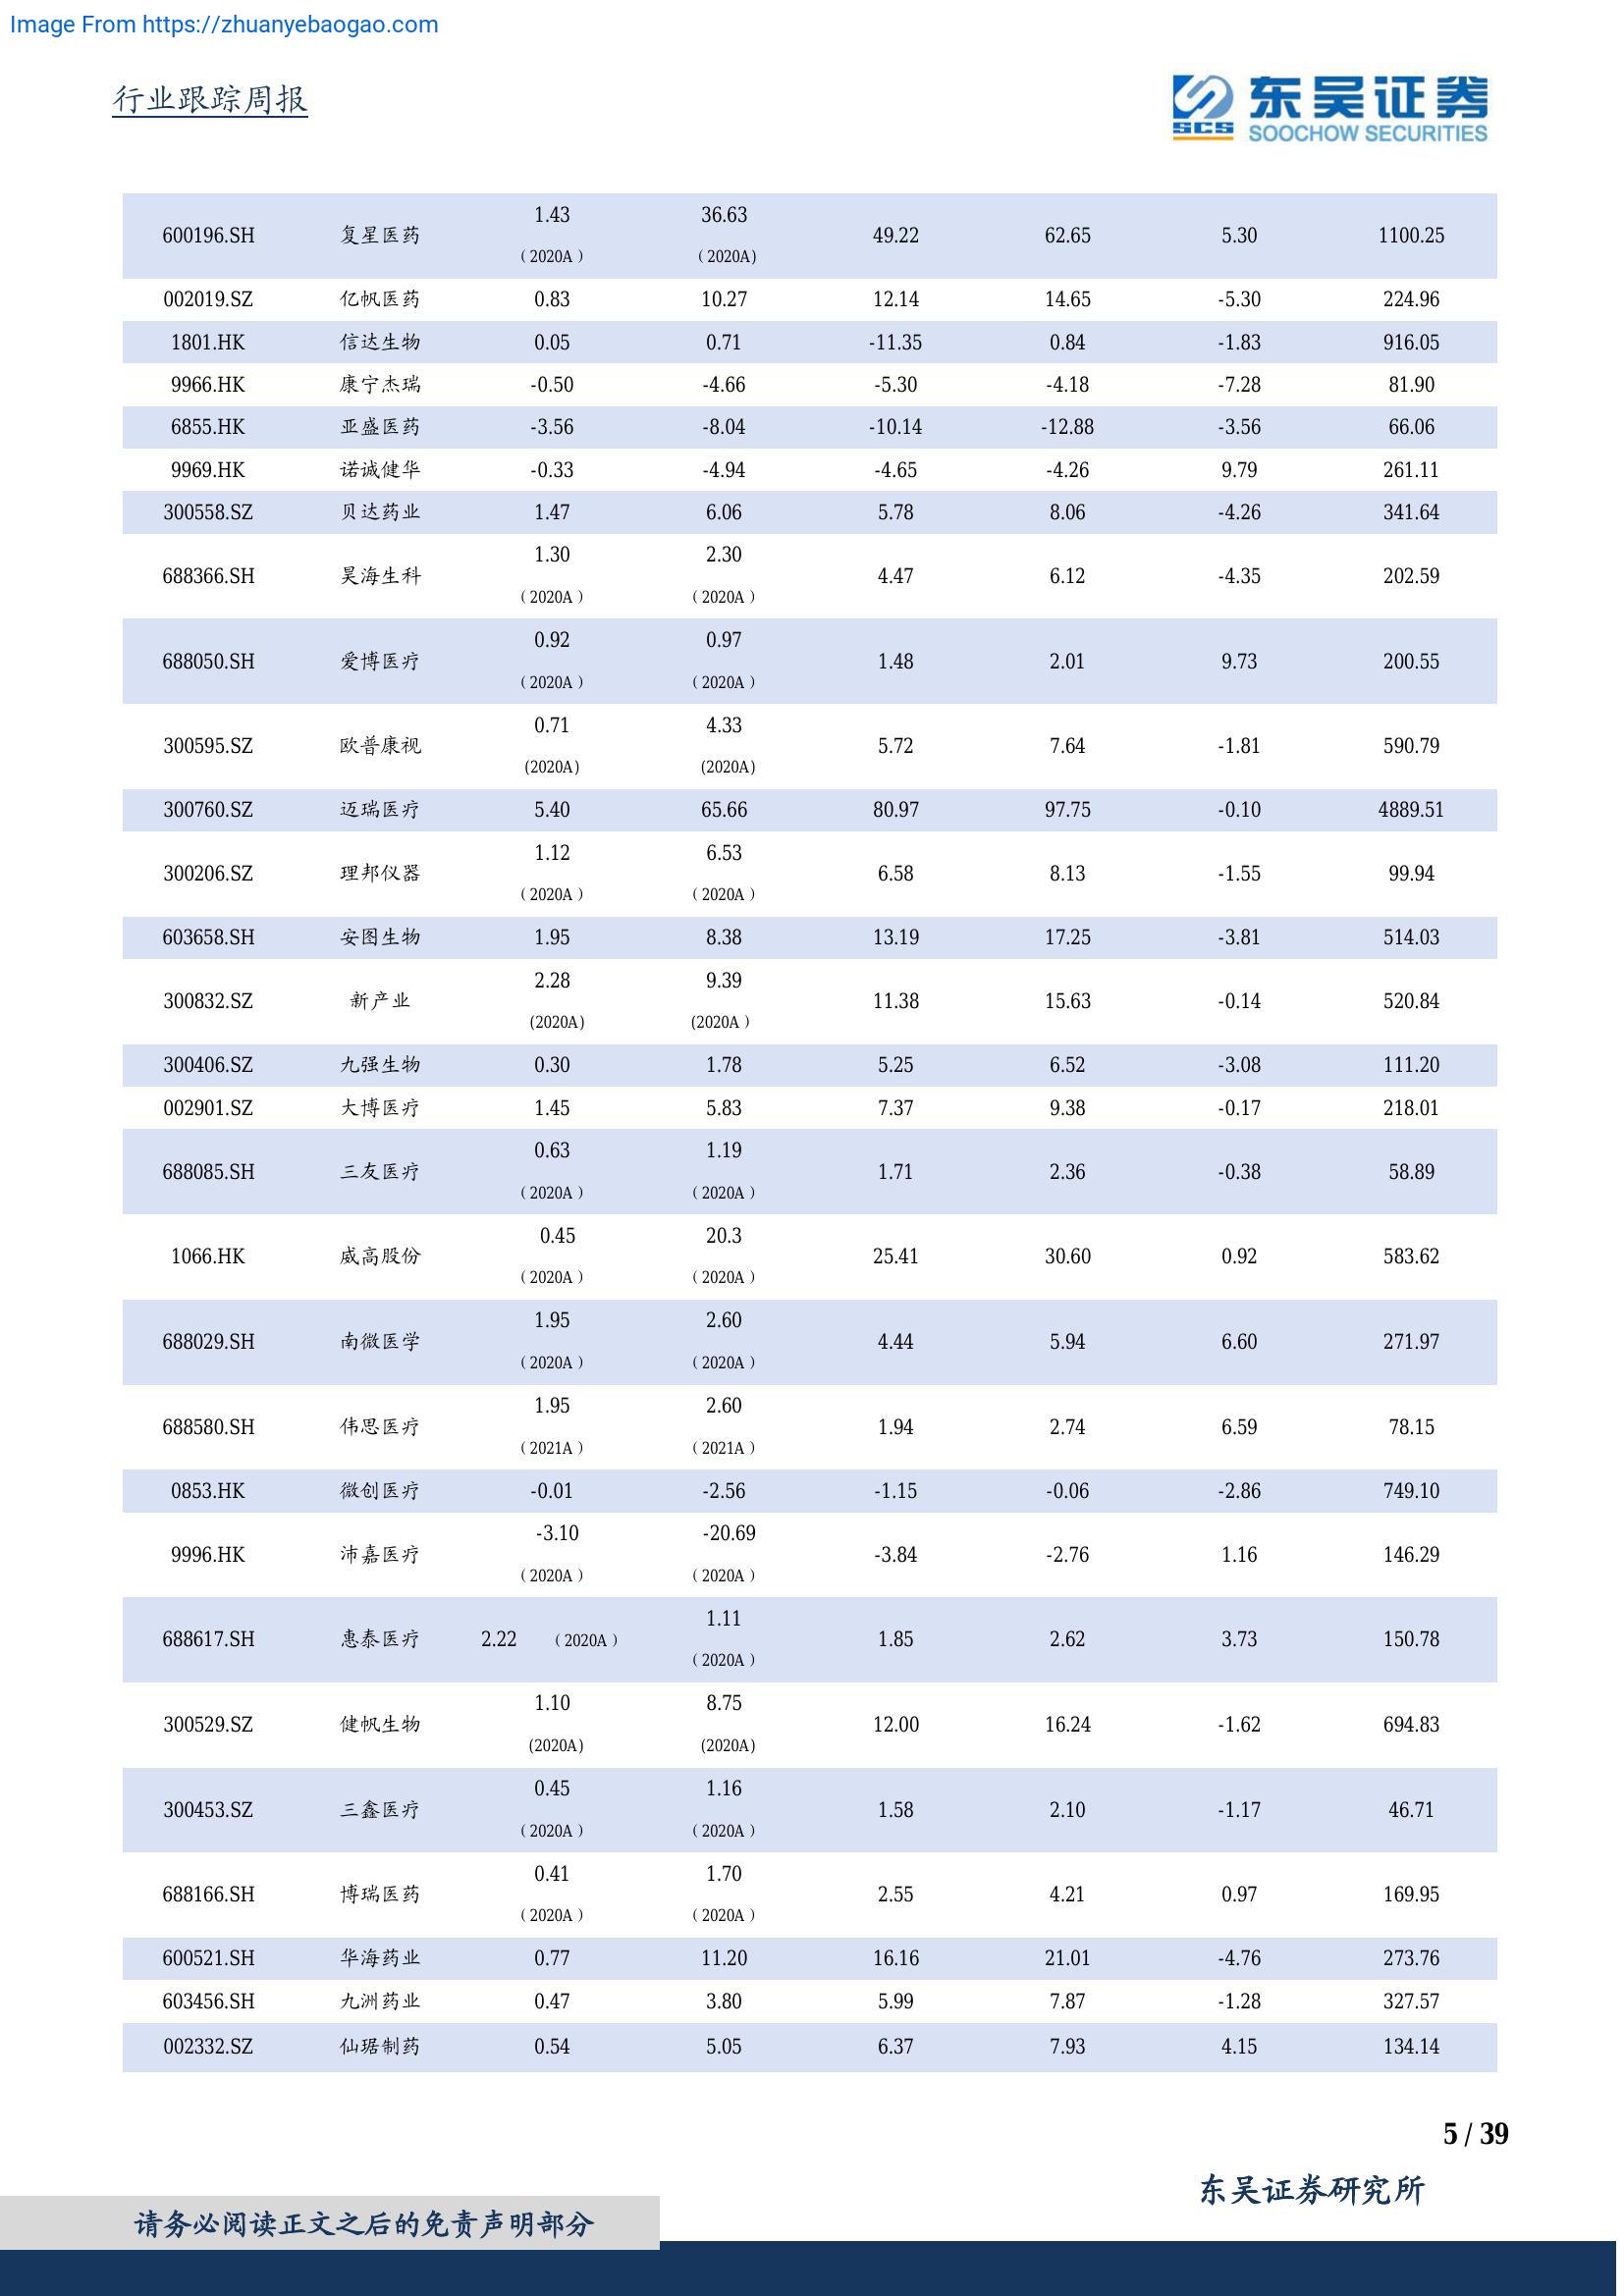 Image From https://zhuanyebaogao.com
行业跟踪周报
SCS
东吴证券
SOOCHOW SECURITIES
600196.SH 复星医药 1.43 （2020A） 36.63 （2020A) 49.22 62.65 5.30 1100.25
002019.SZ 亿帆医药 0.83 10.27 12.14 14.65 -5.30 224.96
1801.HK 信达生物 0.05 0.71 -11.35 0.84 -1.83 916.05
9966.HK 康宁杰瑞 -0.50 -4.66 -5.30 -4.18 -7.28 81.90
6855.HK 亚盛医药 -3.56 -8.04 -10.14 -12.88 -3.56 66.06
9969.HK 诺诚健华 -0.33 -4.94 -4.65 -4.26 9.79 261.11
300558.SZ 贝达药业 1.47 6.06 5.78 8.06 -4.26 341.64
688366.SH 昊海生科 1.30 （2020A） 2.30 （2020A） 4.47 6.12 -4.35 202.59
688050.SH 爱博医疗 0.92 （2020A） 0.97 （2020A） 1.48 2.01 9.73 200.55
300595.SZ 欧普康视 0.71 (2020A) 4.33 (2020A) 5.72 7.64 -1.81 590.79
300760.SZ 迈瑞医疗 5.40 65.66 80.97 97.75 -0.10 4889.51
300206.SZ 理邦仪器 1.12 （2020A） 6.53 （2020A） 6.58 8.13 -1.55 99.94
603658.SH 安图生物 1.95 8.38 13.19 17.25 -3.81 514.03
300832.SZ 新产业 2.28 (2020A) 9.39 (2020A） 11.38 15.63 -0.14 520.84
300406.SZ 九强生物 0.30 1.78 5.25 6.52 -3.08 111.20
002901.SZ 大博医疗 1.45 5.83 7.37 9.38 -0.17 218.01
688085.SH 三友医疗 0.63 （2020A） 1.19 （2020A） 1.71 2.36 -0.38 58.89
1066.HK 威高股份 0.45 （2020A） 20.3 （2020A） 25.41 30.60 0.92 583.62
688029.SH 南微医学 1.95 （2020A） 2.60 （2020A） 4.44 5.94 6.60 271.97
688580.SH 伟思医疗 1.95 （2021A） 2.60 （2021A） 1.94 2.74 6.59 78.15
0853.HK 微创医疗 -0.01 -2.56 -1.15 -0.06 -2.86 749.10
9996.HK 沛嘉医疗 -3.10 （2020A） -20.69 （2020A） -3.84 -2.76 1.16 146.29
688617.SH 惠泰医疗 2.22 （2020A） 1.11 （2020A） 1.85 2.62 3.73 150.78
300529.SZ 健帆生物 1.10 (2020A) 8.75 (2020A) 12.00 16.24 -1.62 694.83
300453.SZ 三鑫医疗 0.45 （2020A） 1.16 （2020A） 1.58 2.10 -1.17 46.71
688166.SH 博瑞医药 0.41 （2020A） 1.70 （2020A） 2.55 4.21 0.97 169.95
600521.SH 华海药业 0.77 11.20 16.16 21.01 -4.76 273.76
603456.SH 九洲药业 0.47 3.80 5.99 7.87 -1.28 327.57
002332.SZ 仙琚制药 0.54 5.05 6.37 7.93 4.15 134.14
5 / 39
东吴证券研究所
请务必阅读正文之后的免责声明部分